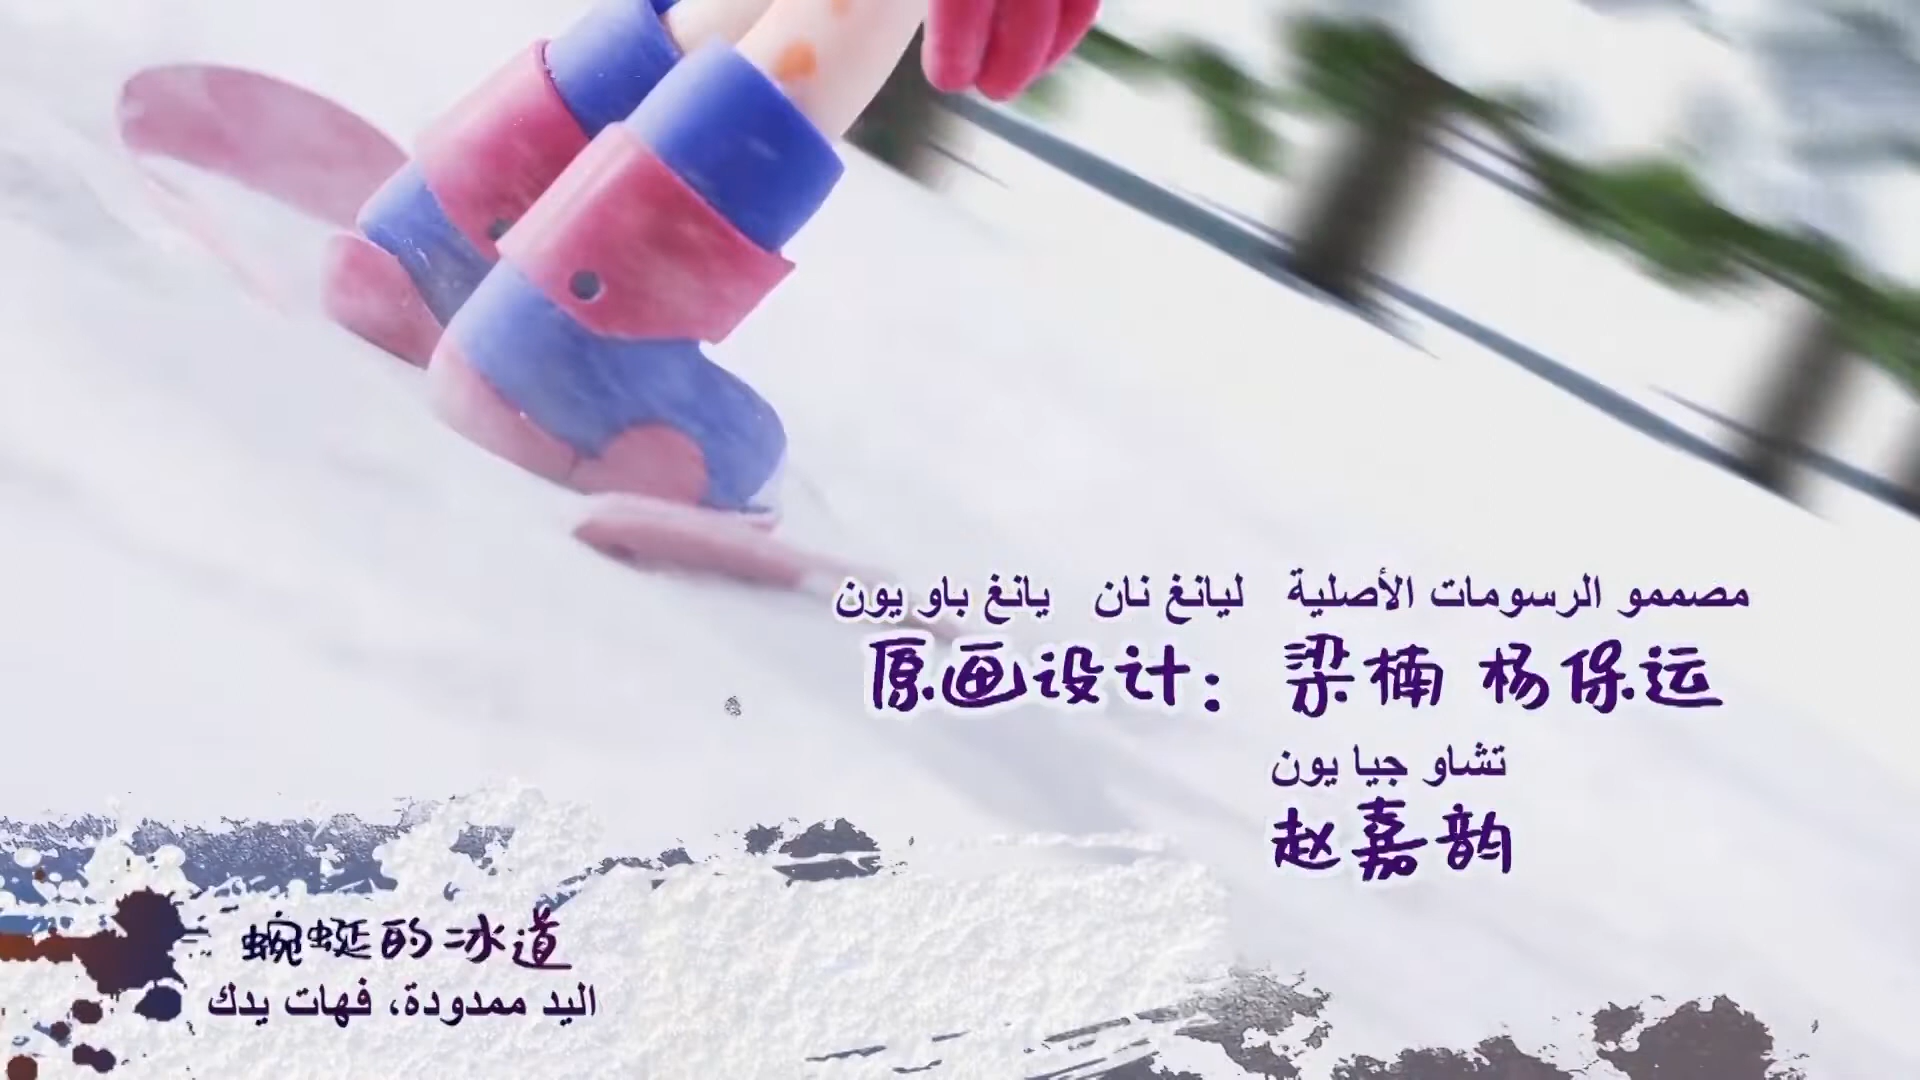 مصممو الرسومات الأصلية ليانغ نان يانغ باو يون
原画设计：梁楠 杨保运
تشاو جيا يون
赵嘉韵
蜿蜒的冰道
اليد ممدودة، فهات يدك